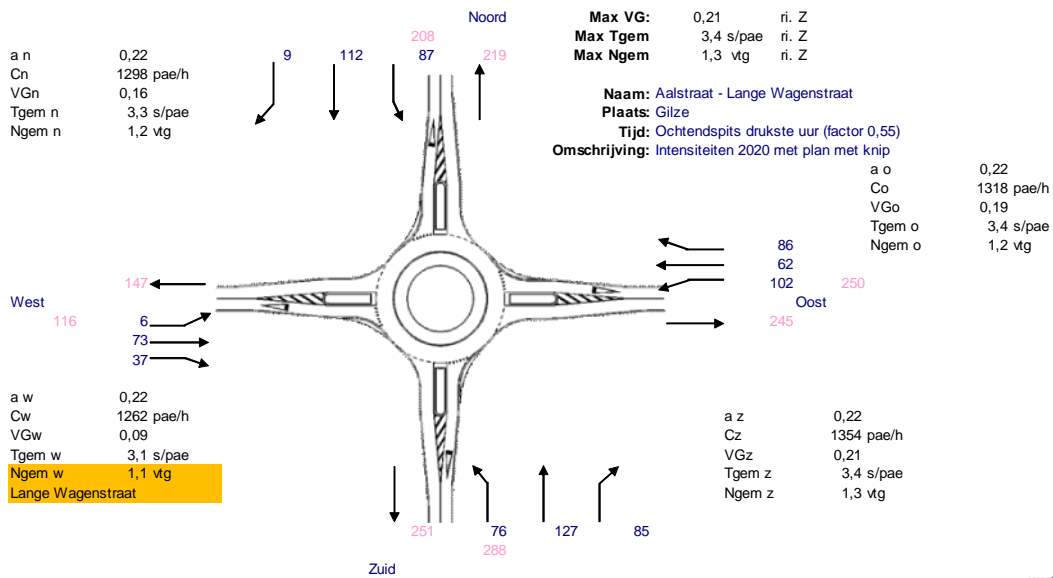 Noord
208
9 112 87 219
a n 0,22
Cn 1298 pae/h
VGn 0,16
Tgem n 3,3 s/pae
Ngem n 1,2 vtg
Max VG: 0,21 ri. Z
Max Tgem 3,4 s/pae ri. Z
Max Ngem 1,3 vtg ri. Z
Naam: Aalstraat - Lange Wagenstraat
Plaats: Gilze
Tijd: Ochtendspits drukste uur (factor 0,55)
Omschrijving: Intensiteiten 2020 met plan met knip
a o 0,22
Co 1318 pae/h
VGo 0,19
Tgem o 3,4 s/pae
Ngem o 1,2 vtg
86
62
102 250
Oost
245
147
West
116 6
73
37
a w 0,22
Cw 1262 pae/h
VGw 0,09
Tgem w 3,1 s/pae
Ngem w 1,1 vtg
Lange Wagenstraat
a z 0,22
Cz 1354 pae/h
VGz 0,21
Tgem z 3,4 s/pae
Ngem z 1,3 vtg
251 76 127 85
288
Zuid